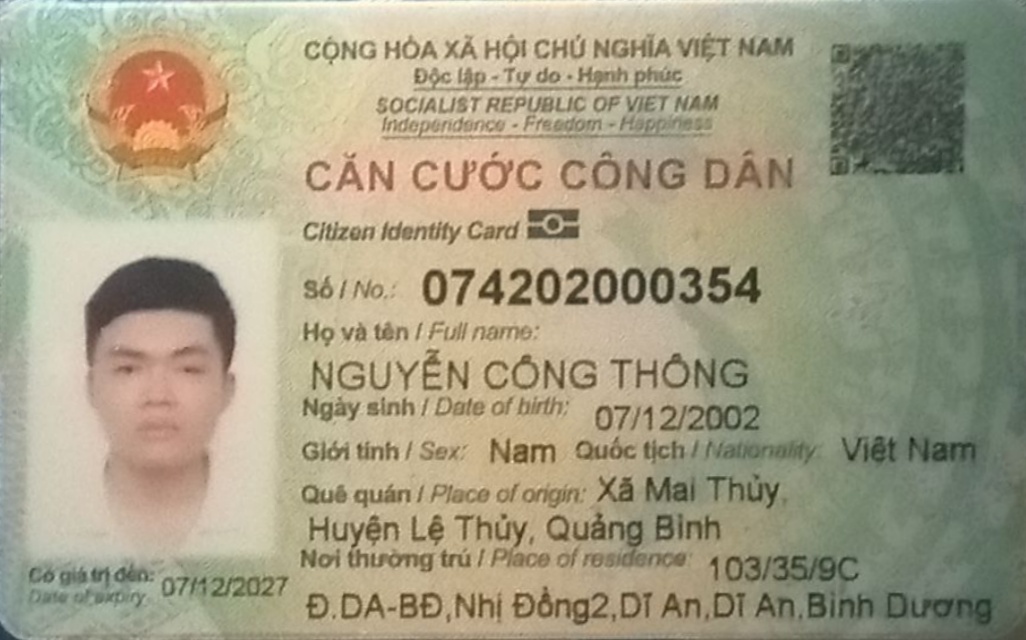 CỘNG HÒA XÃ HỘI CHỦ NGHĨA VIỆT NAM
Độc lập - Tự do - Hạnh phúc
SOCIALIST REPUBLIC OF VIET NAM
Independence - Freedom - Happiness
CĂN CƯỚC CÔNG DÂN
Citizen Identity Card
Số / No.: 074202000354
Họ và tên / Full name:
NGUYỄN CÔNG THÔNG
Ngày sinh / Date of birth: 07/12/2002
Giới tính / Sex: Nam Quốc tịch / Nationality: Việt Nam
Quê quán / Place of origin: Xã Mai Thủy,
Huyện Lệ Thủy, Quảng Bình
Nơi thường trú / Place of residence: 103/35/9C
Đ.DA-BĐ,Nhị Đồng2,Dĩ An,Dĩ An,Bình Dương
Có giá trị đến: 07/12/2027
Date of expiry